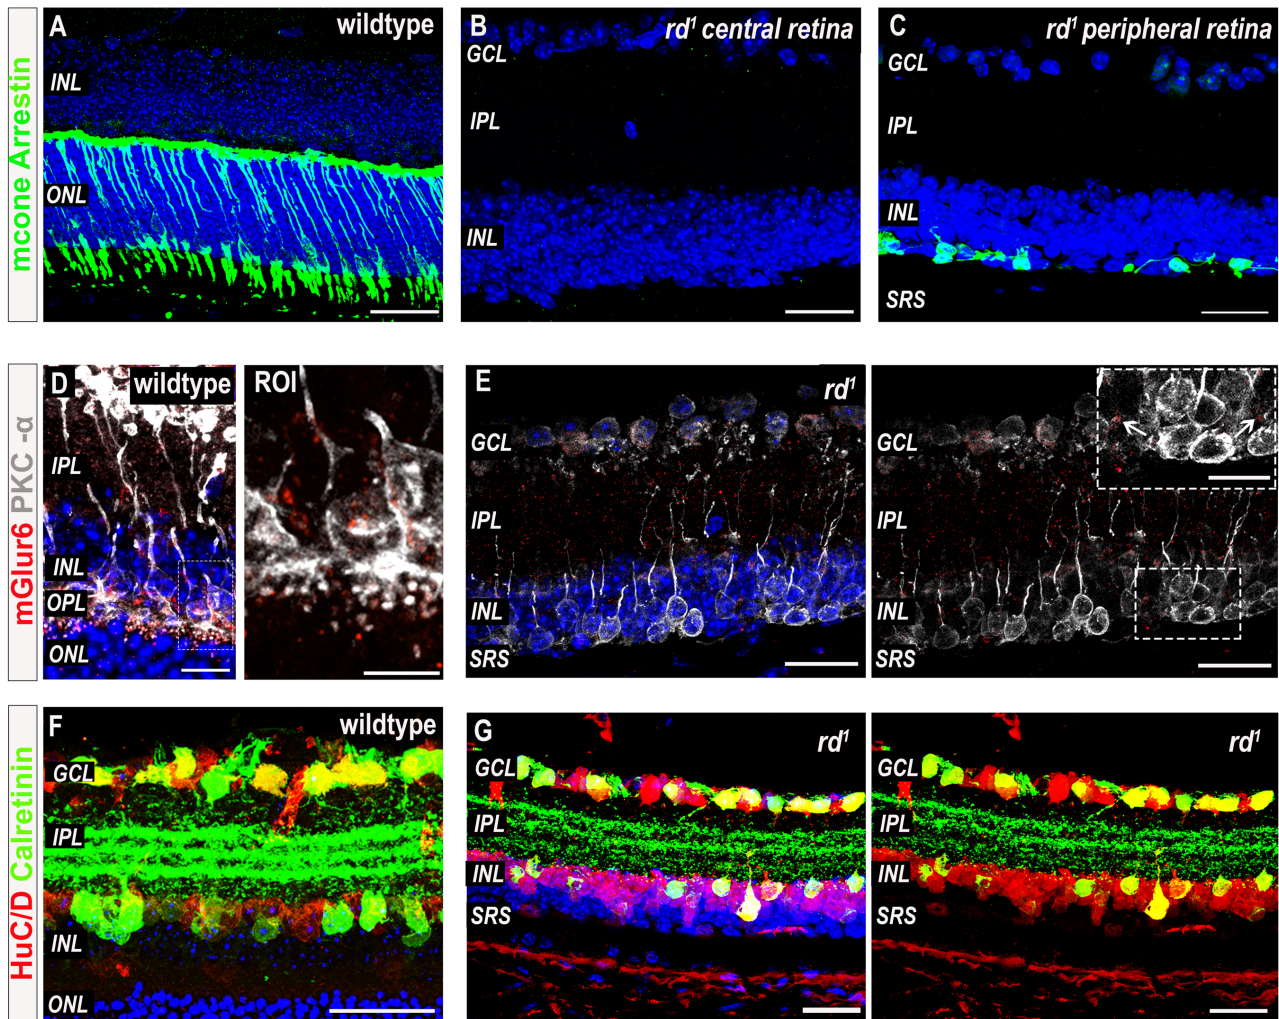 mcone Arrestin
A
wildtype
INL
ONL
B
rd1 central retina
GCL
IPL
INL
C
rd1 peripheral retina
GCL
IPL
INL
SRS
mGlur6 PKC -α
D
wildtype
IPL
INL
OPL
ONL
ROI
E
rd1
GCL
IPL
INL
SRS
GCL
IPL
INL
SRS
HuC/D Calretinin
F
wildtype
GCL
IPL
INL
ONL
G
rd1
GCL
IPL
INL
SRS
rd1
GCL
IPL
INL
SRS